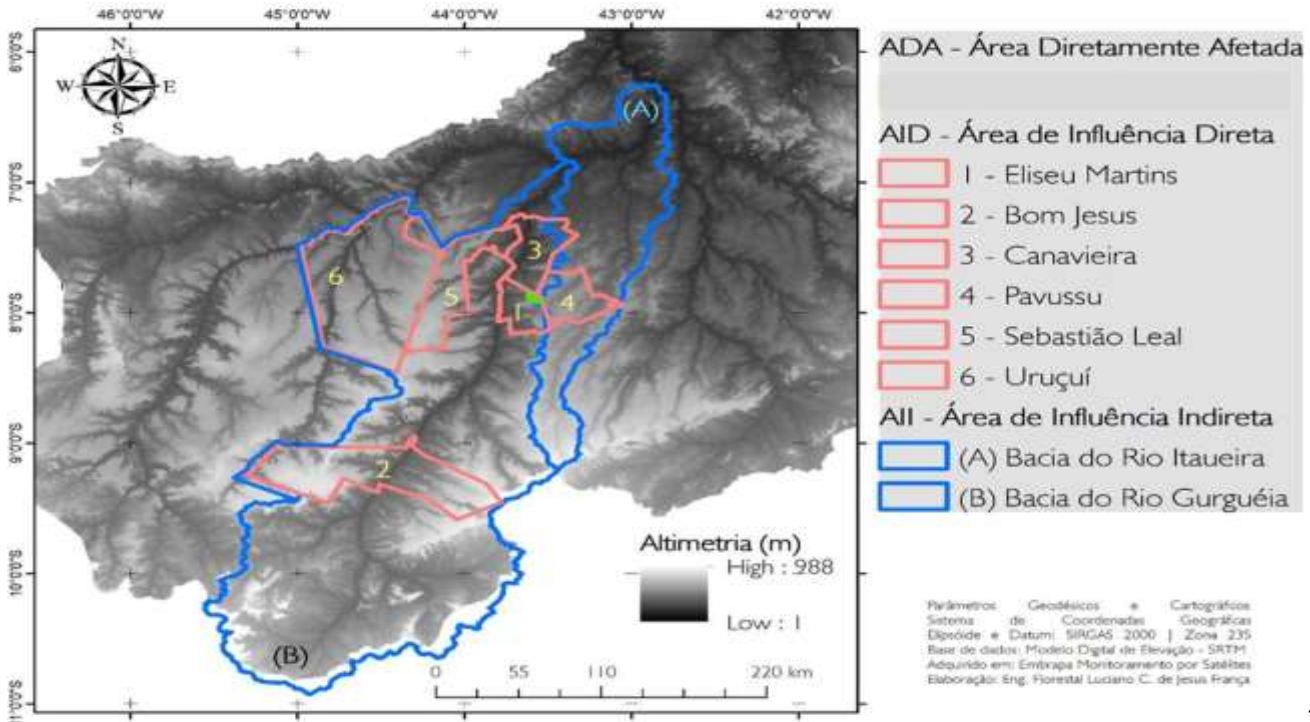 46°0'0"W 45°0'0"W 44°0'0"W 43°0'0"W 42°0'0"W
6°0'0"S
7°0'0"S
8°0'0"S
9°0'0"S
10°0'0"S
11°0'0"S
N
W E
S
(A)
6
3
5
4
1
2
(B)
Altimetria (m)
High : 988
Low : 1
0 55 110 220 km
ADA - Área Diretamente Afetada
AID - Área de Influência Direta
1 - Eliseu Martins
2 - Bom Jesus
3 - Canavieira
4 - Pavussu
5 - Sebastião Leal
6 - Uruçuí
AII - Área de Influência Indireta
(A) Bacia do Rio Itaueira
(B) Bacia do Rio Gurguéia
Parâmetros Geodésicos e Cartográficos
Sistema de Coordenadas Geográficas
Elipsóide e Datum: SIRGAS 2000 | Zona 23S
Base de dados: Modelo Digital de Elevação - SRTM
Adquirido em: Embrapa Monitoramento por Satélites
Elaboração: Eng. Florestal Luciano C. de Jesus França